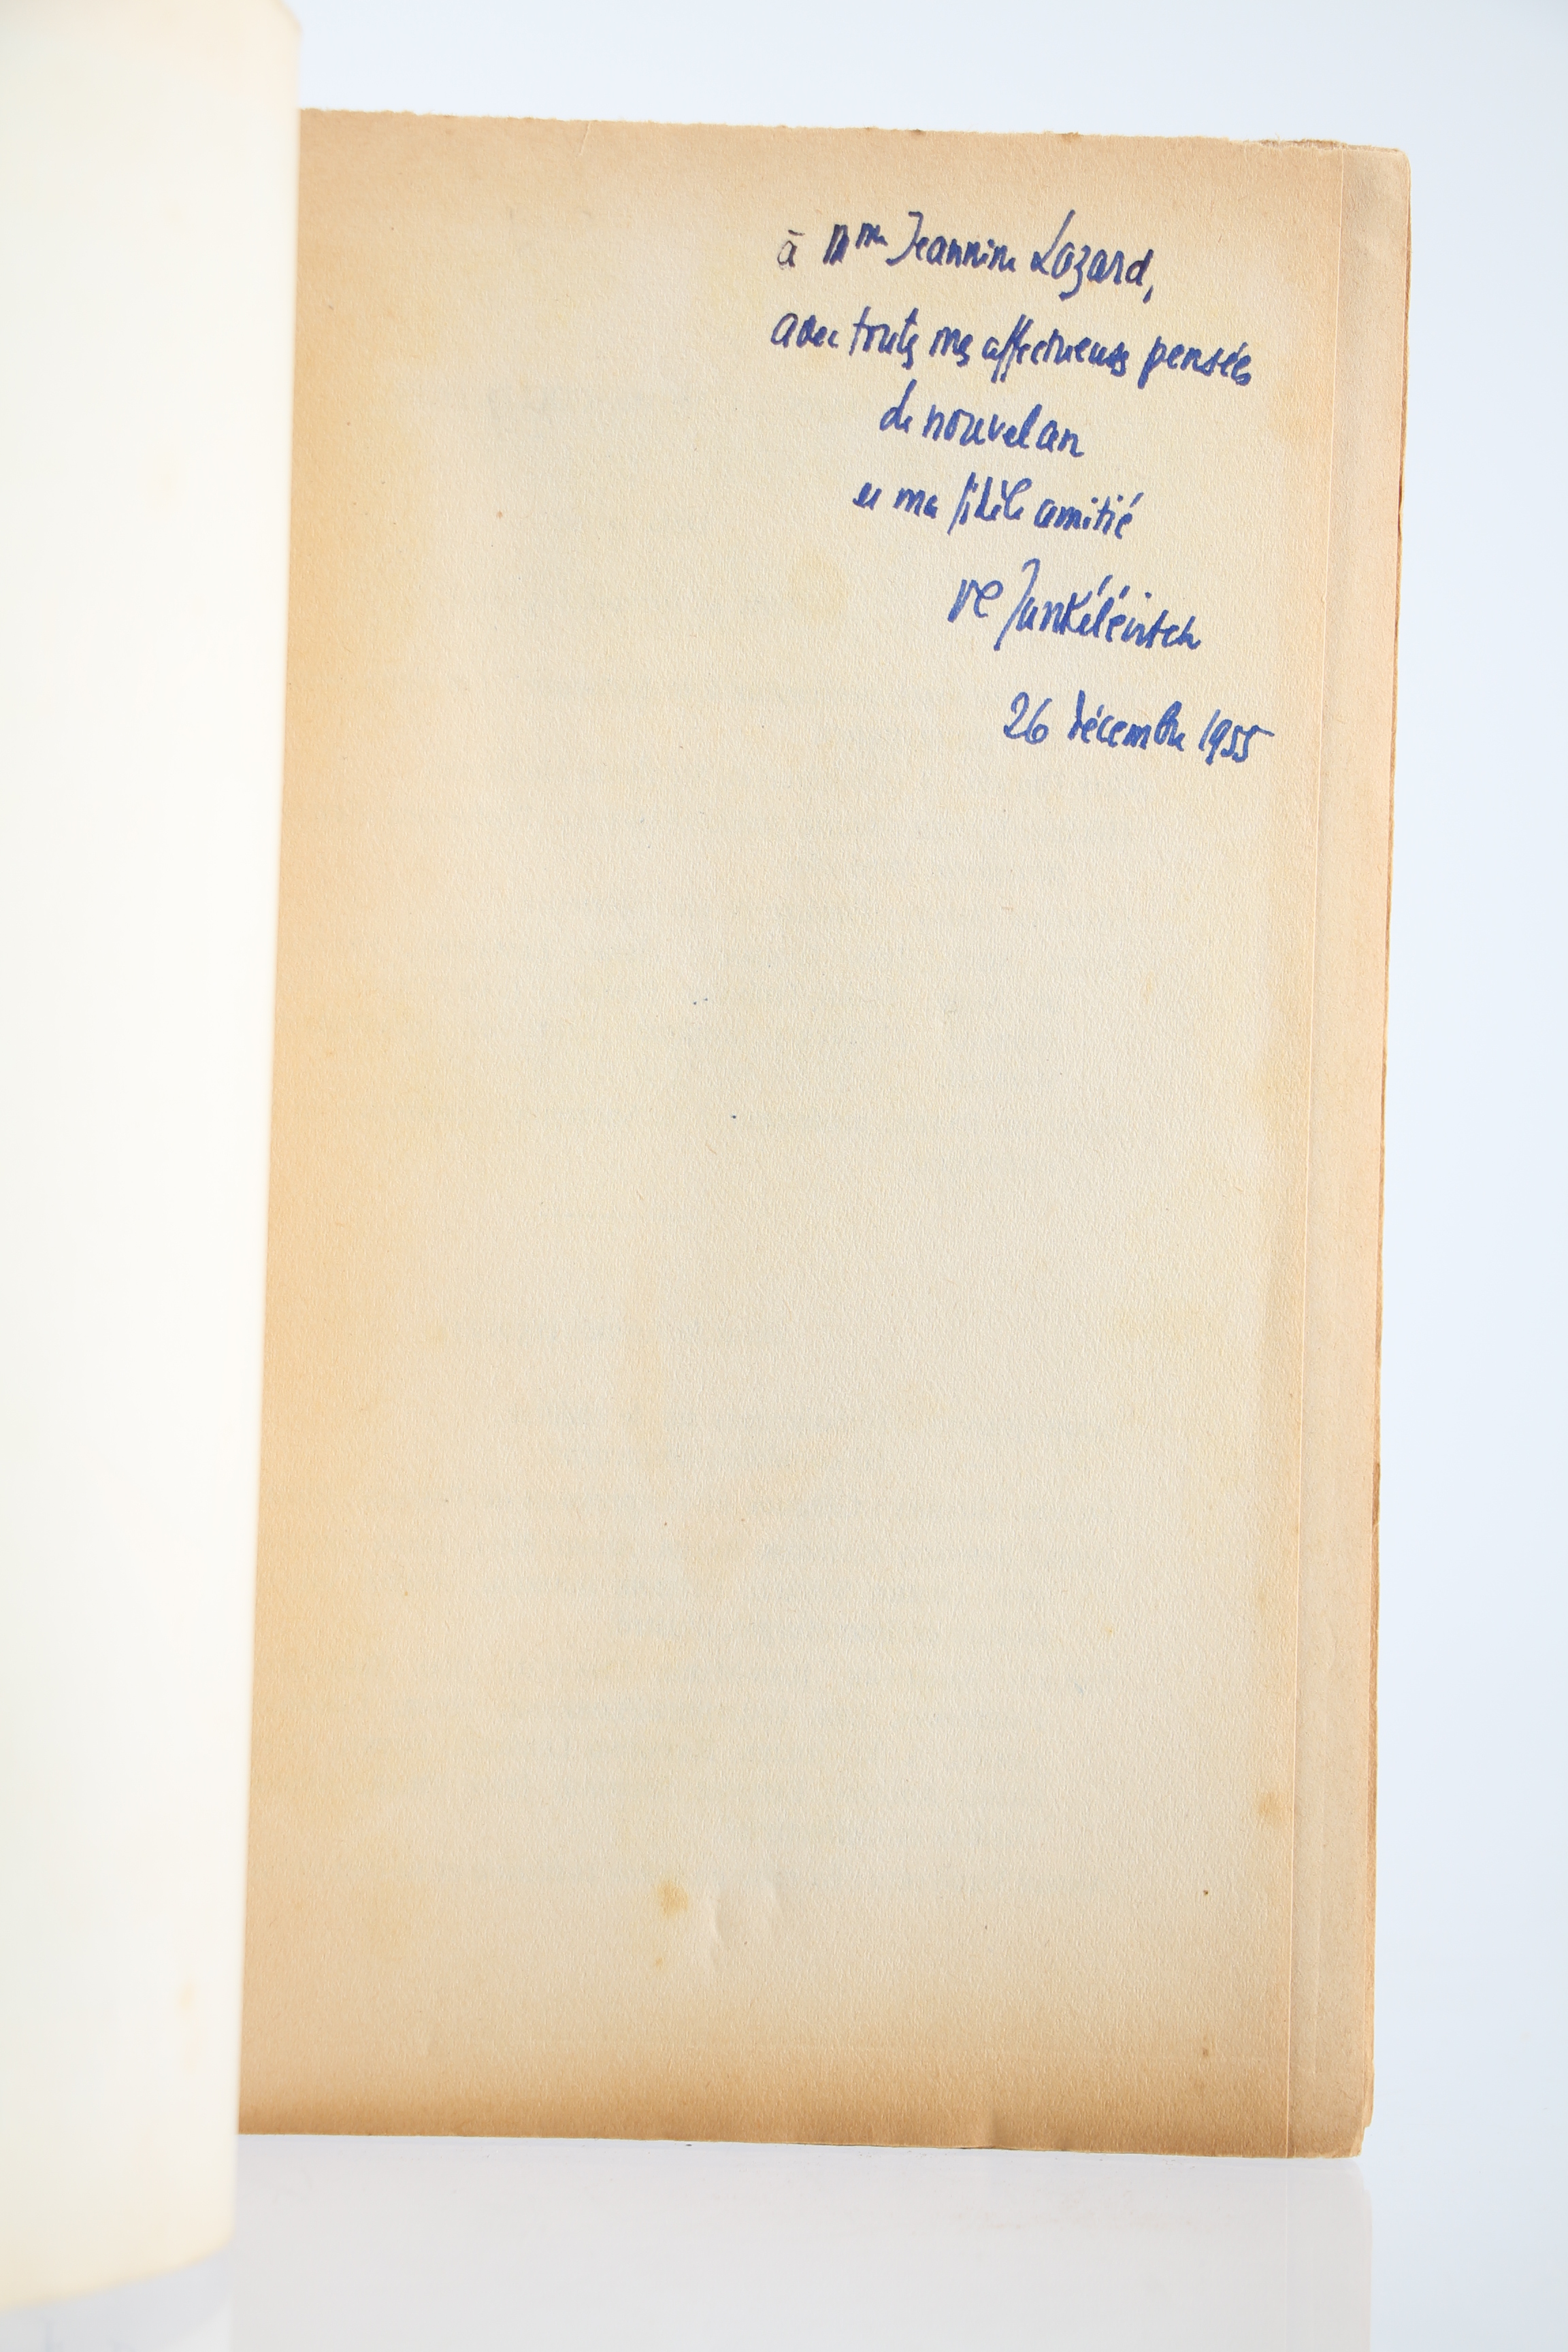 à Mme Jeannine Lazard,
avec toutes mes affectueuses pensées
de nouvel an
et ma fidèle amitié
Vl Jankélévitch
26 décembre 1955